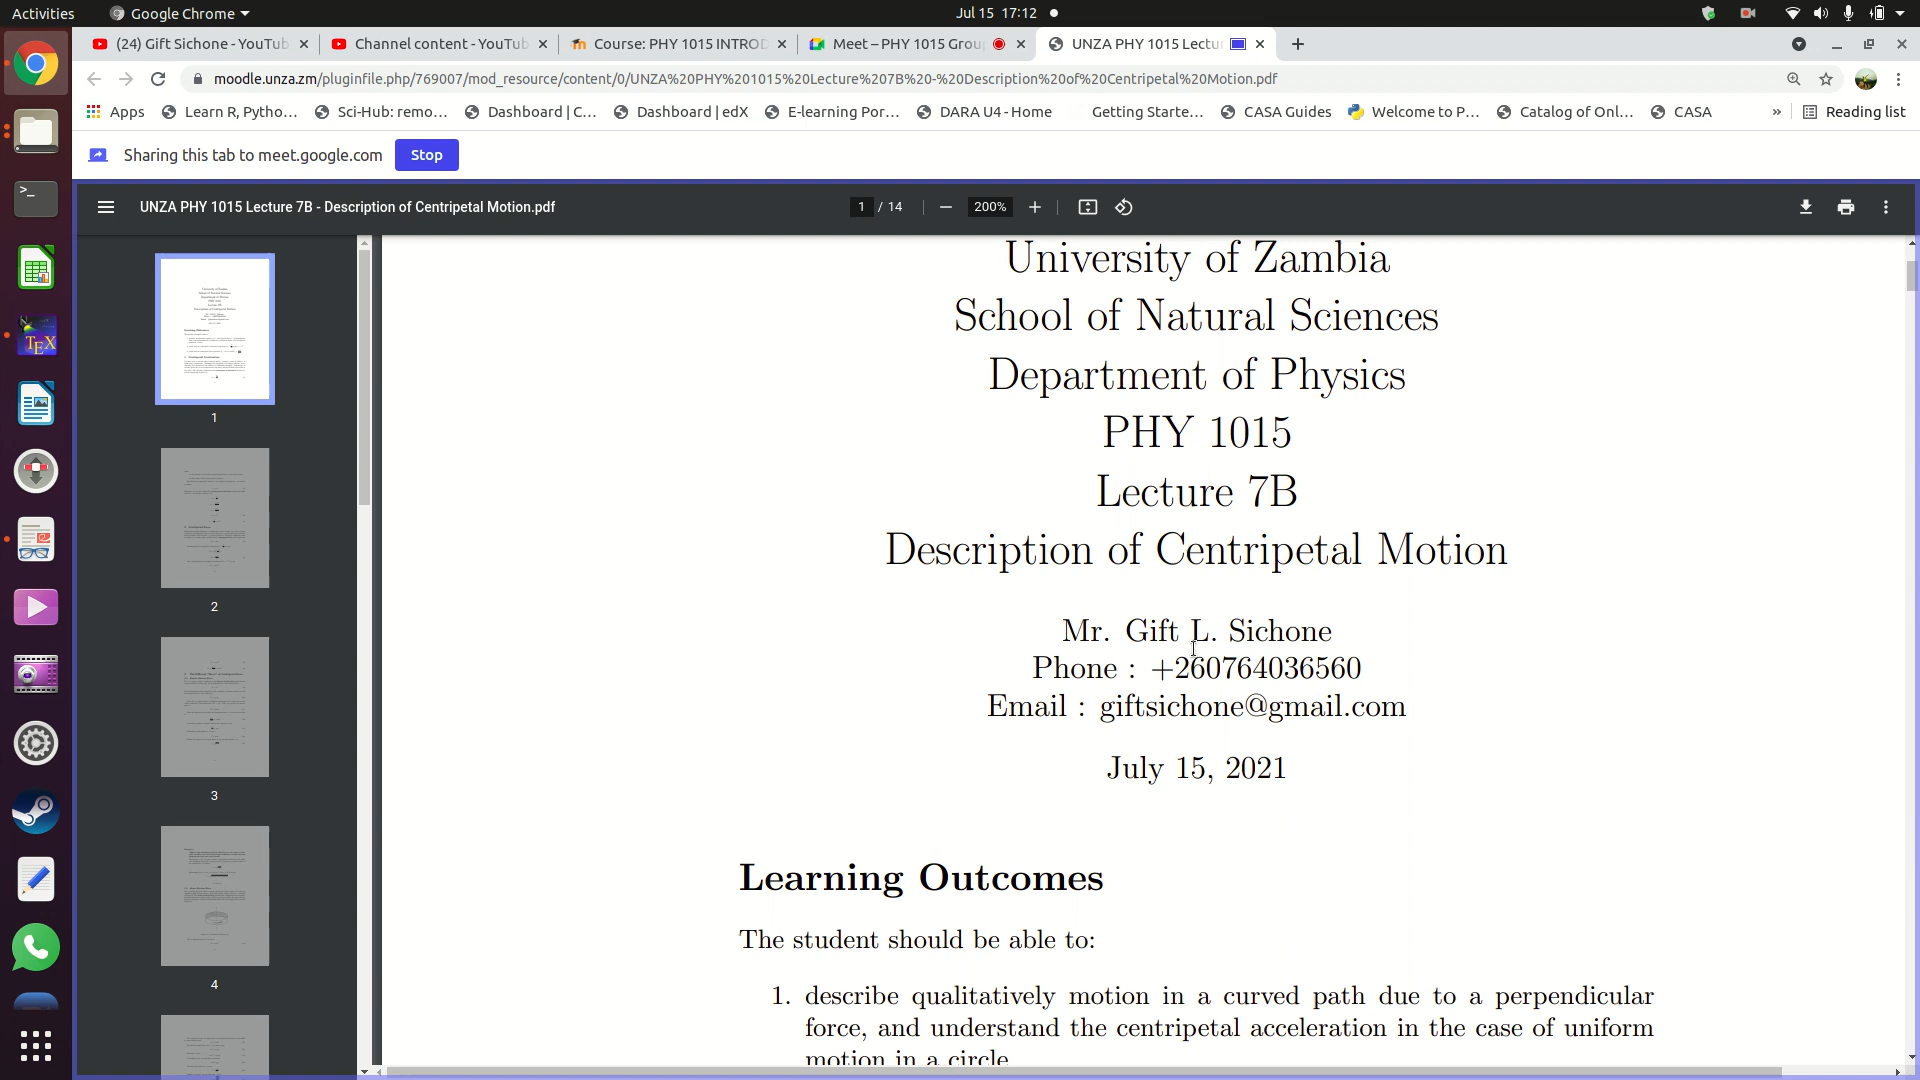 Activities
Google Chrome
Jul 15 17:12
(24) Gift Sichone - YouTub
Channel content - YouTub
Course: PHY 1015 INTROD
Meet – PHY 1015 Grou
UNZA PHY 1015 Lectur
moodle.unza.zm/pluginfile.php/769007/mod_resource/content/0/UNZA%20PHY%201015%20Lecture%207B%20-%20Description%20of%20Centripetal%20Motion.pdf
Apps
Learn R, Pytho...
Sci-Hub: remo...
Dashboard | C...
Dashboard | edX
E-learning Por...
DARA U4 - Home
Getting Starte...
CASA Guides
Welcome to P...
Catalog of Onl...
CASA
»
Reading list
Sharing this tab to meet.google.com
Stop
UNZA PHY 1015 Lecture 7B - Description of Centripetal Motion.pdf
1 / 14
200%
1
2
3
4
University of Zambia
School of Natural Sciences
Department of Physics
PHY 1015
Lecture 7B
Description of Centripetal Motion
Mr. Gift L. Sichone
Phone : +260764036560
Email : giftsichone@gmail.com
July 15, 2021
Learning Outcomes
The student should be able to:
1. describe qualitatively motion in a curved path due to a perpendicular
force, and understand the centripetal acceleration in the case of uniform
motion in a circle